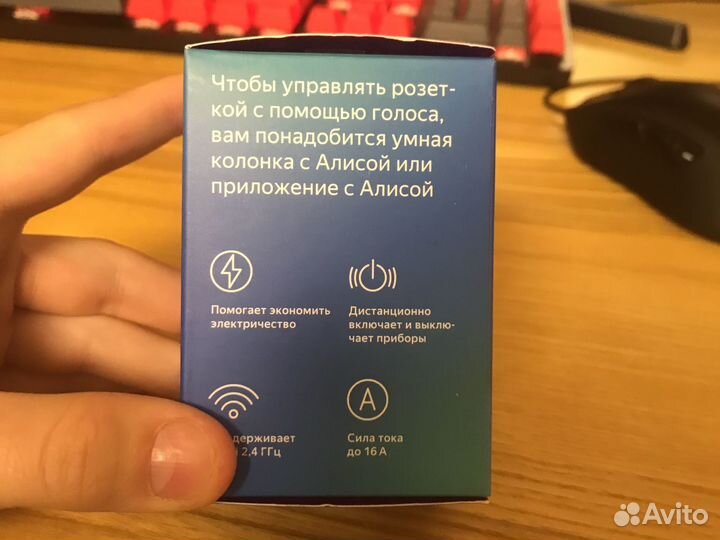 Чтобы управлять розет-
кой с помощью голоса,
вам понадобится умная
колонка с Алисой или
приложение с Алисой
Помогает экономить
электричество
Дистанционно
включает и выклю-
чает приборы
держивает
2,4 ГГц
A
Сила тока
до 16 А
Avito